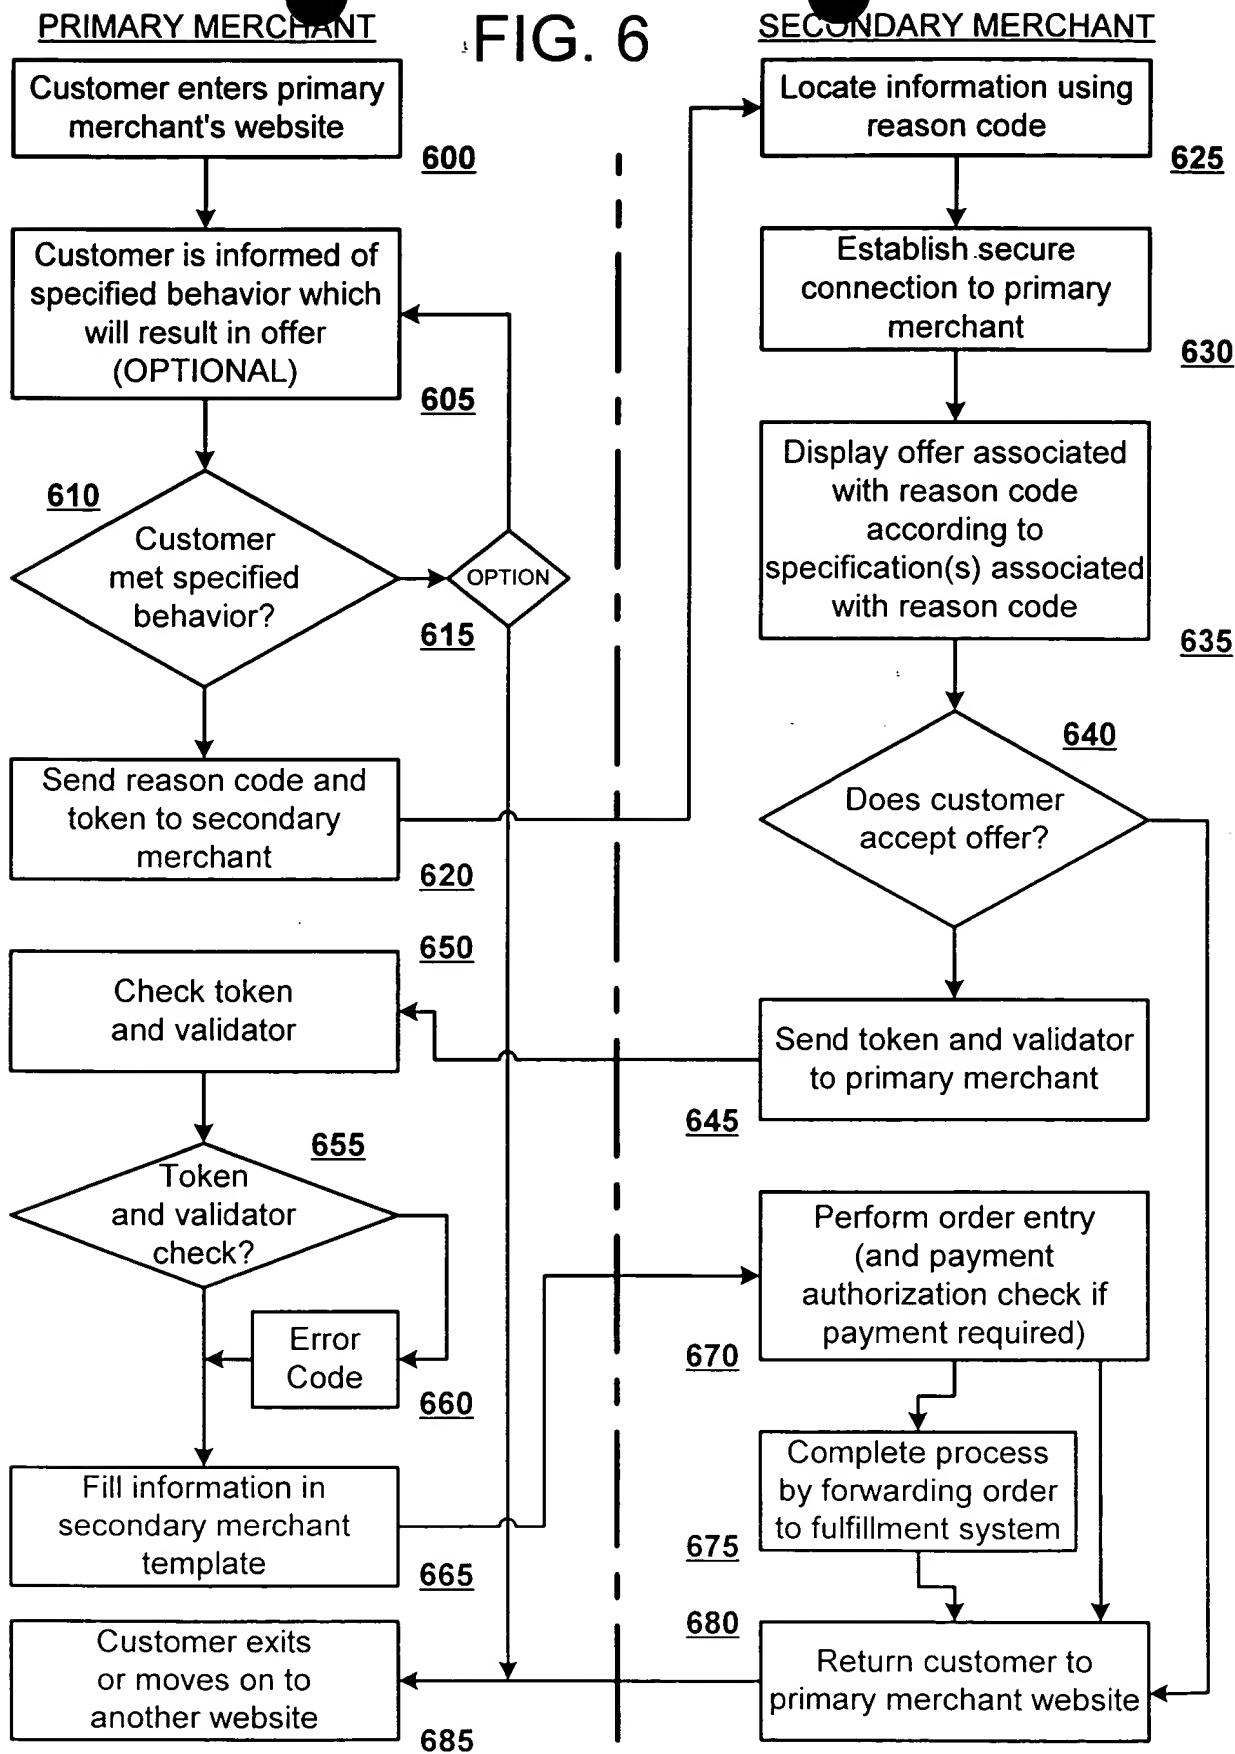 PRIMARY MERCHANT
FIG. 6
SECONDARY MERCHANT
Customer enters primary
merchant's website
600
Customer is informed of
specified behavior which
will result in offer
(OPTIONAL)
605
610
Customer
met specified
behavior?
OPTION
615
Send reason code and
token to secondary
merchant
620
650
Check token
and validator
655
Token
and validator
check?
Error
Code
660
Fill information in
secondary merchant
template
665
Customer exits
or moves on to
another website
685
Locate information using
reason code
625
Establish secure
connection to primary
merchant
630
Display offer associated
with reason code
according to
specification(s) associated
with reason code
635
640
Does customer
accept offer?
Send token and validator
to primary merchant
645
Perform order entry
(and payment
authorization check if
payment required)
670
Complete process
by forwarding order
to fulfillment system
675
680
Return customer to
primary merchant website